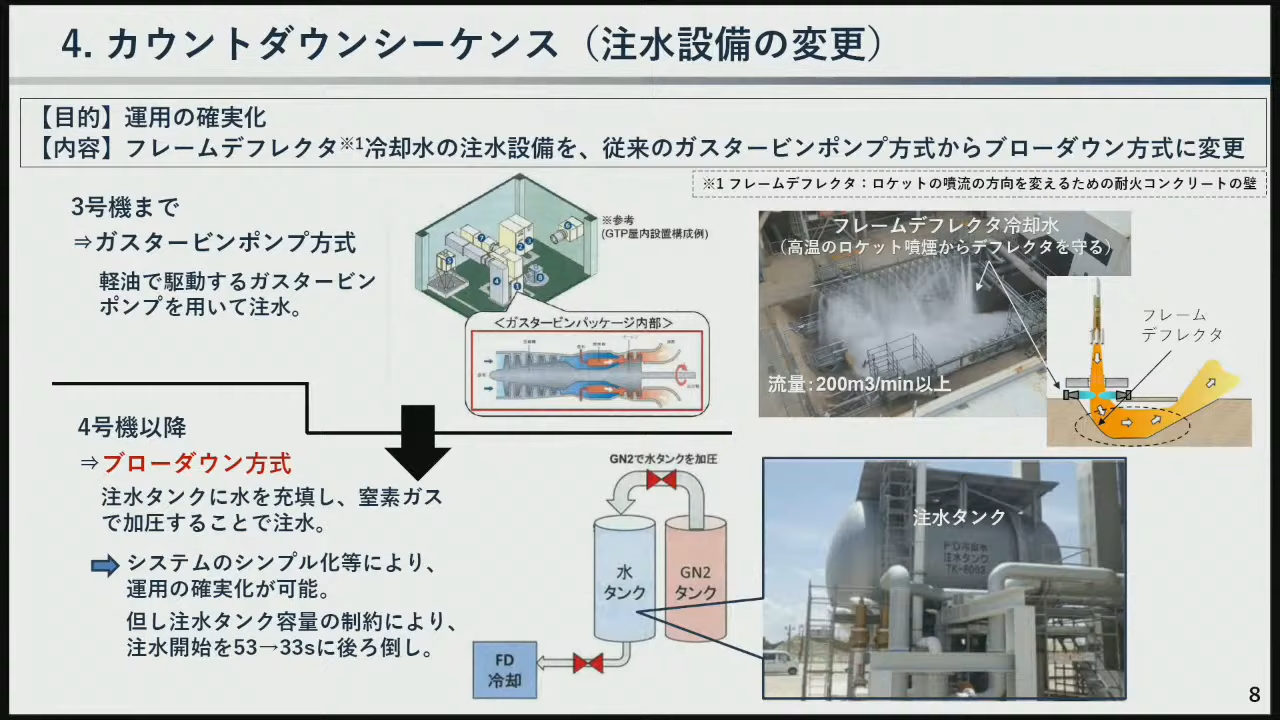 4. カウントダウンシーケンス（注水設備の変更）
【目的】運用の確実化
【内容】フレームデフレクタ※1冷却水の注水設備を、従来のガスタービンポンプ方式からブローダウン方式に変更
※1 フレームデフレクタ：ロケットの噴流の方向を変えるための耐火コンクリートの壁
3号機まで
⇒ガスタービンポンプ方式
軽油で駆動するガスタービン
ポンプを用いて注水。
※参考
(GTP屋内設置構成例)
＜ガスタービンパッケージ内部＞
フレームデフレクタ冷却水
（高温のロケット噴煙からデフレクタを守る）
流量：200m3/min以上
フレーム
デフレクタ
4号機以降
⇒ブローダウン方式
注水タンクに水を充填し、窒素ガス
で加圧することで注水。
システムのシンプル化等により、
運用の確実化が可能。
但し注水タンク容量の制約により、
注水開始を53→33sに後ろ倒し。
GN2で水タンクを加圧
水
タンク
GN2
タンク
FD
冷却
注水タンク
FD冷却水
注水タンク
TK-6003
8